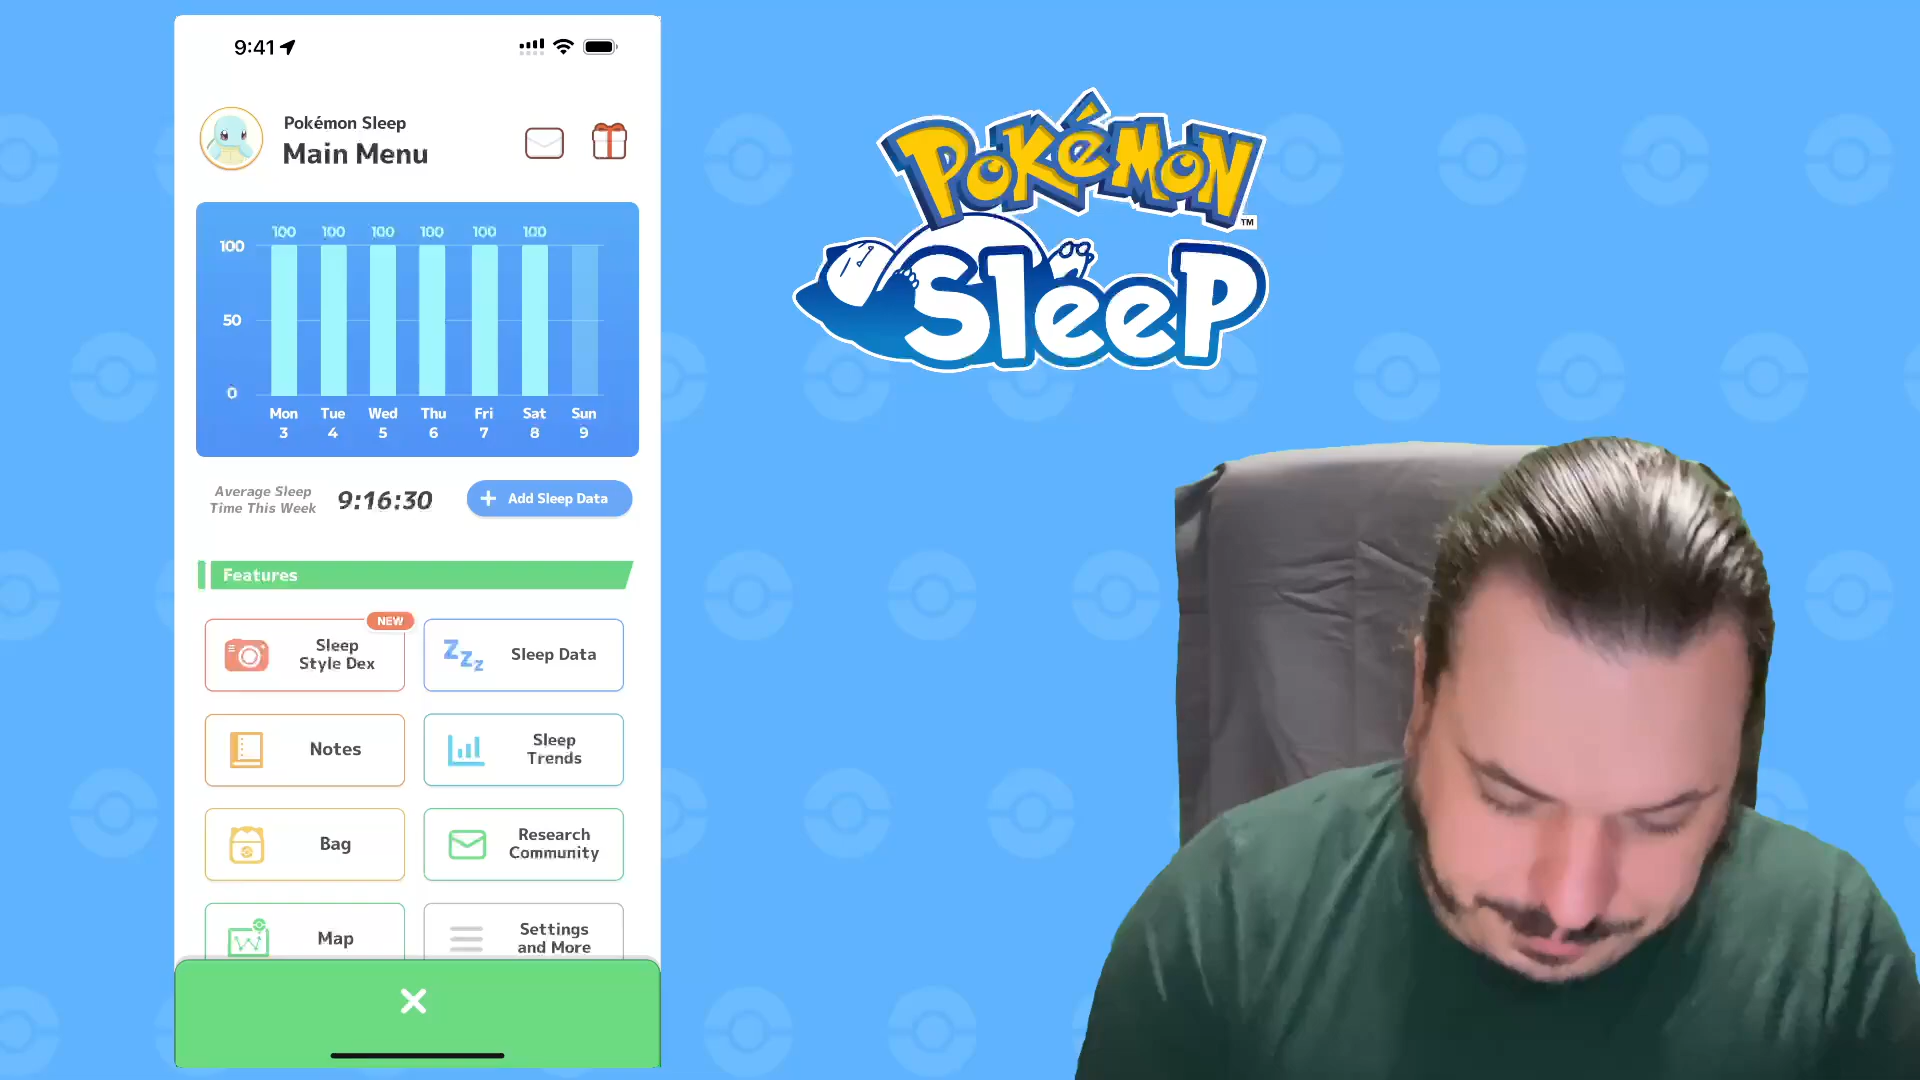 9:41
Pokémon Sleep
Main Menu
100 100 100 100 100 100
100
50
0
Mon Tue Wed Thu Fri Sat Sun
3 4 5 6 7 8 9
Average Sleep
Time This Week
9:16:30
+ Add Sleep Data
Features
NEW
Sleep
Style Dex
Zzz
Sleep Data
Notes
Sleep
Trends
Bag
Research
Community
Map
Settings
and More
POKéMON
TM
Sleep